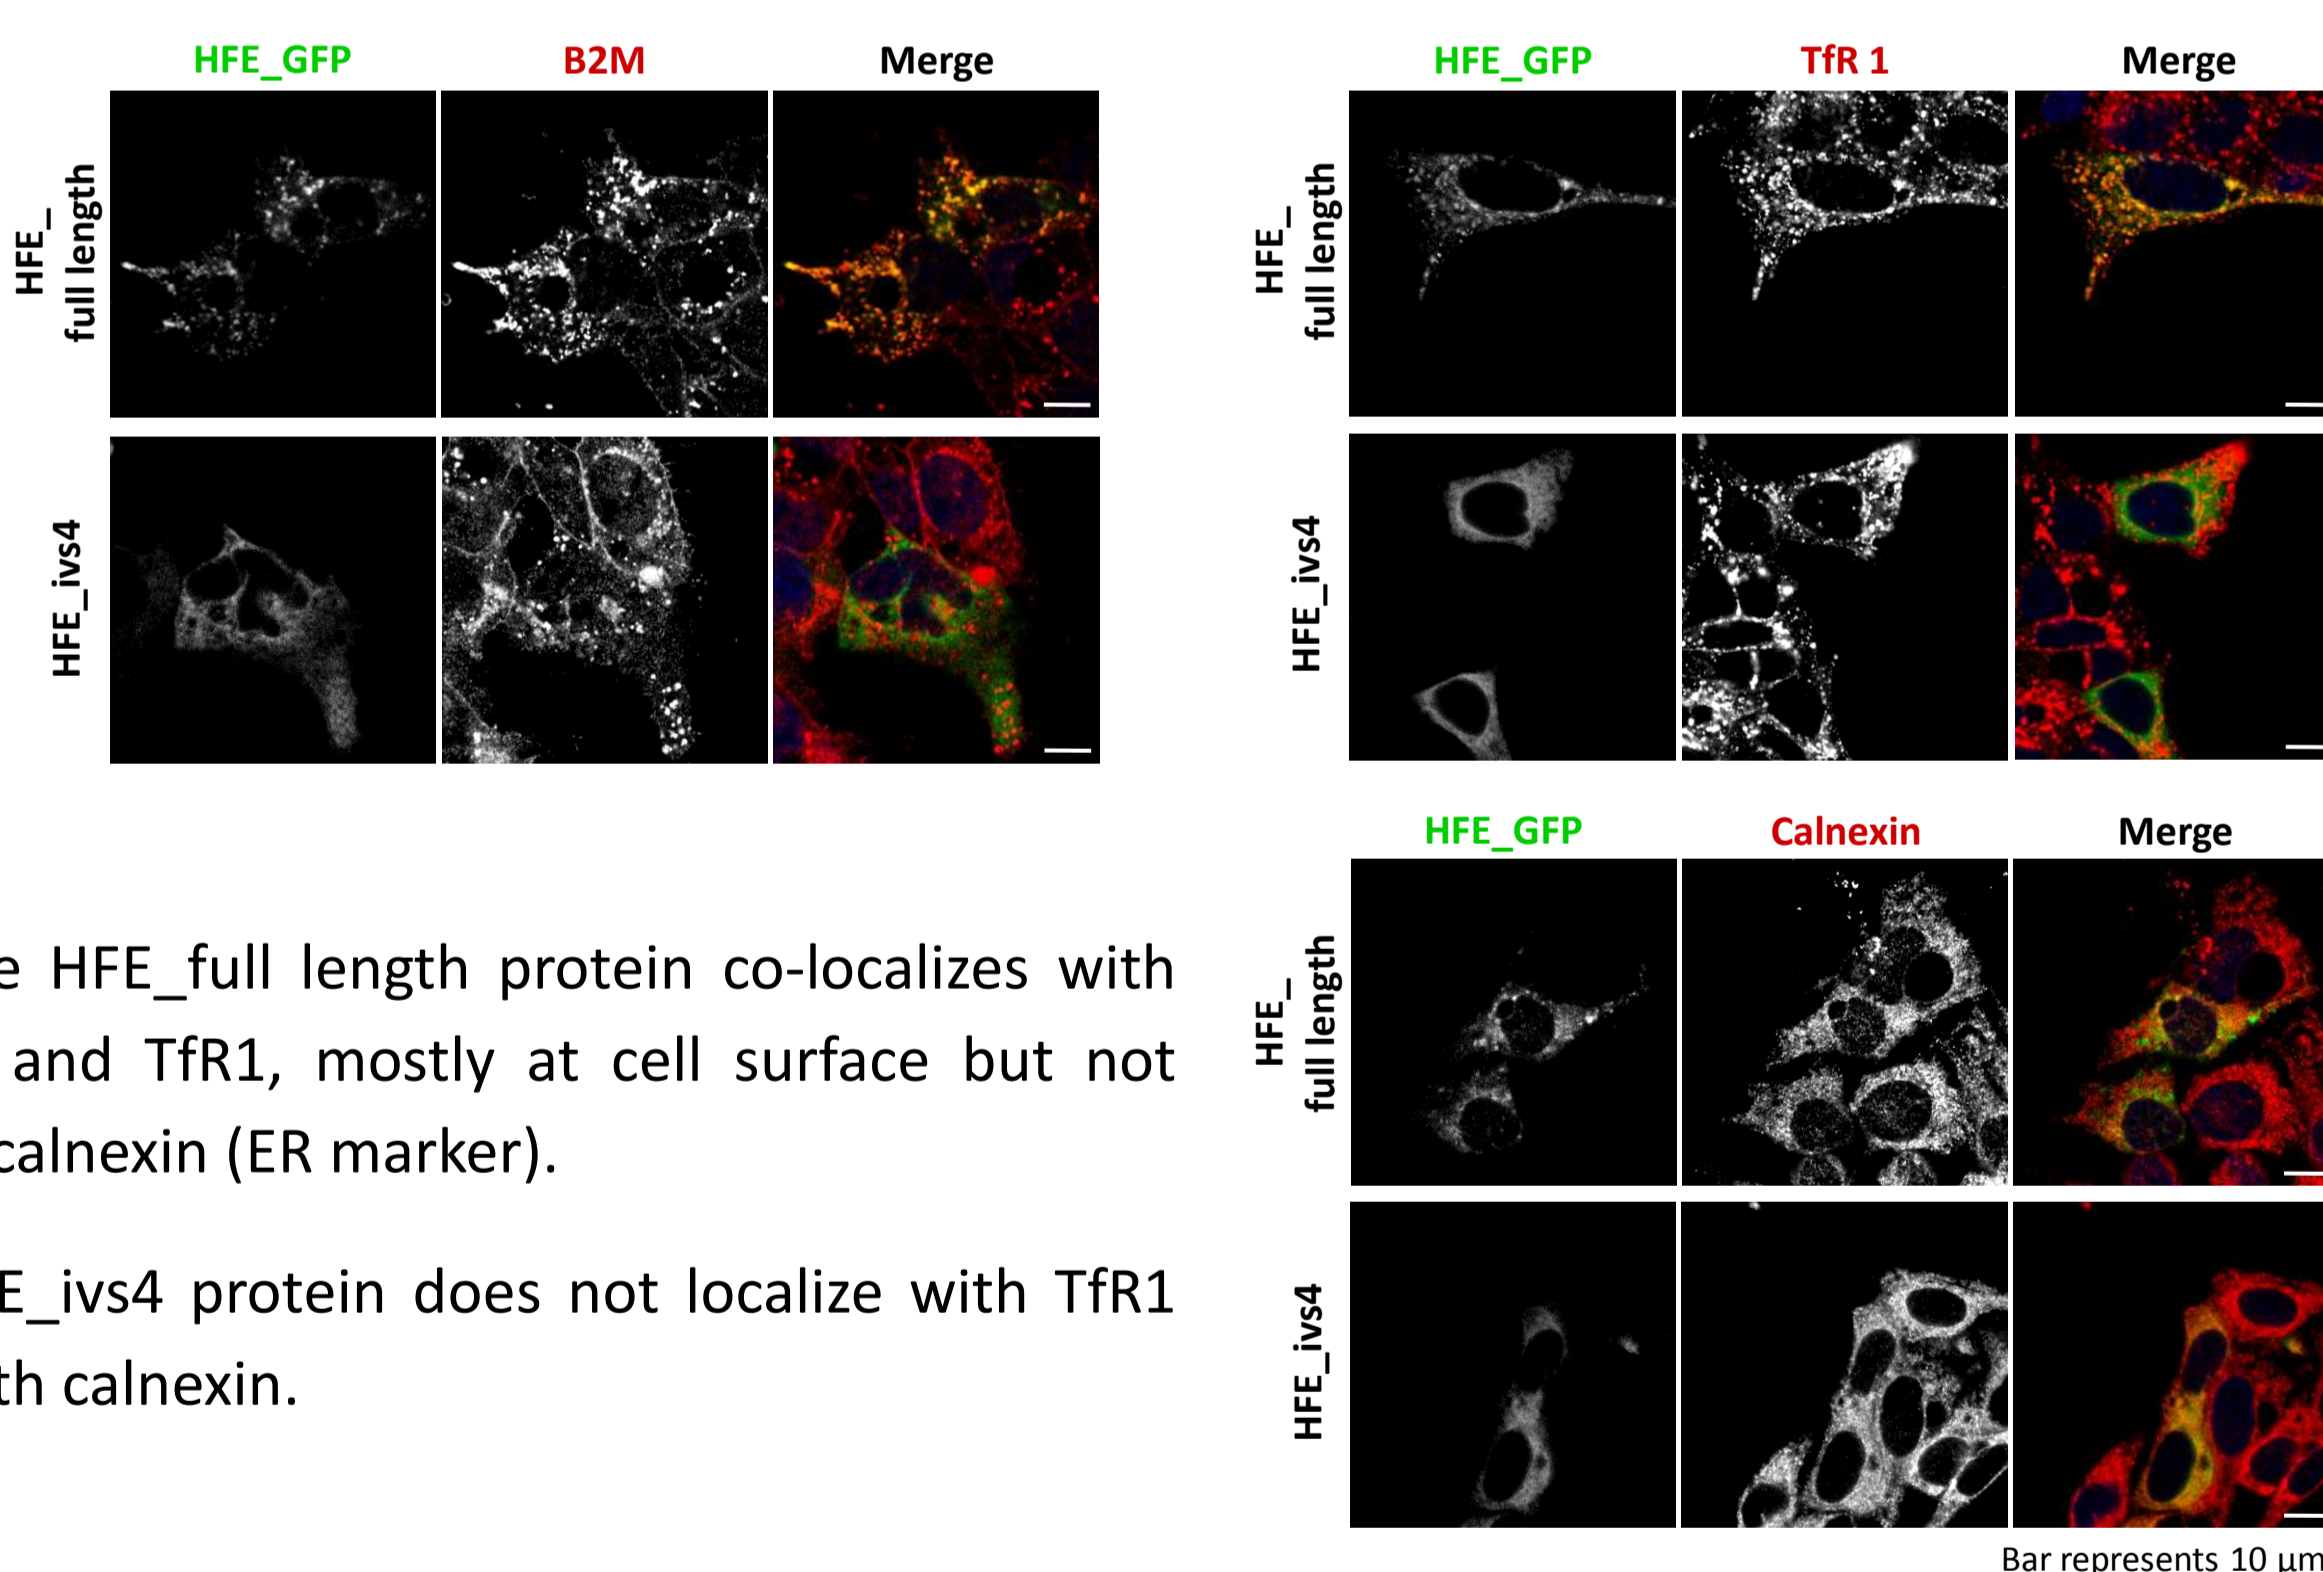 HFE_GFP B2M Merge
HFE_
full length
HFE_ivs4
HFE_GFP TfR 1 Merge
HFE_
full length
HFE_ivs4
e HFE_full length protein co-localizes with
and TfR1, mostly at cell surface but not
calnexin (ER marker).
E_ivs4 protein does not localize with TfR1
th calnexin.
HFE_GFP Calnexin Merge
HFE_
full length
HFE_ivs4
Bar represents 10 µm